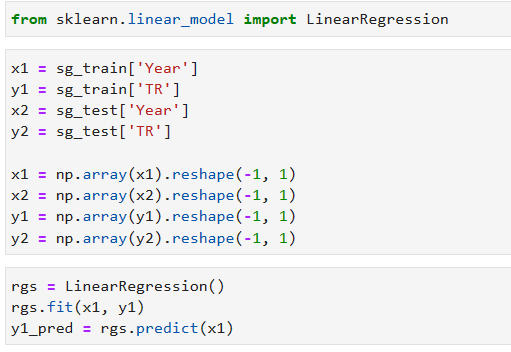 from sklearn.linear_model import LinearRegression
x1 = sg_train['Year']
y1 = sg_train['TR']
x2 = sg_test['Year']
y2 = sg_test['TR']
x1 = np.array(x1).reshape(-1, 1)
x2 = np.array(x2).reshape(-1, 1)
y1 = np.array(y1).reshape(-1, 1)
y2 = np.array(y2).reshape(-1, 1)
rgs = LinearRegression()
rgs.fit(x1, y1)
y1_pred = rgs.predict(x1)